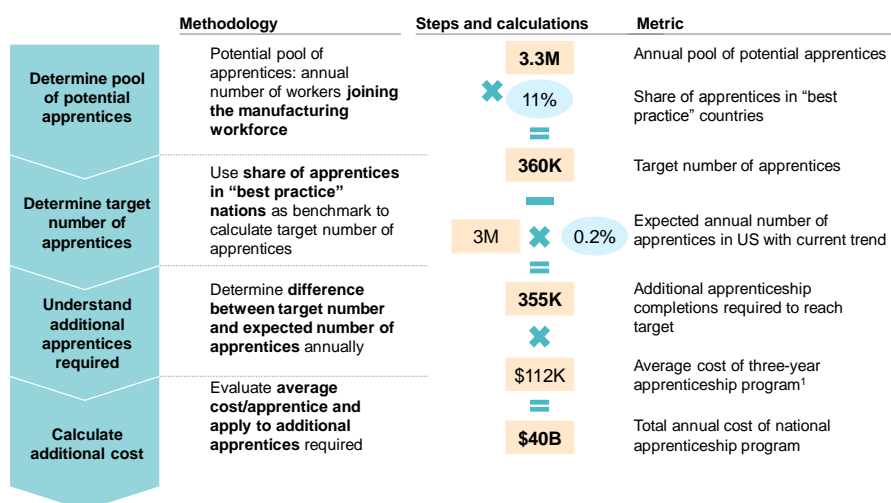 Methodology
Steps and calculations
Metric
Determine pool
of potential
apprentices
Potential pool of
apprentices: annual
number of workers joining
the manufacturing
workforce
3.3M
Annual pool of potential apprentices
11%
Share of apprentices in “best
practice” countries
=
Determine target
number of
apprentices
Use share of apprentices
in “best practice”
nations as benchmark to
calculate target number of
apprentices
360K
Target number of apprentices
3M
0.2%
Expected annual number of
apprentices in US with current trend
=
Understand
additional
apprentices
required
Determine difference
between target number
and expected number of
apprentices annually
355K
Additional apprenticeship
completions required to reach
target
$112K
Average cost of three-year
apprenticeship program¹
=
Calculate
additional cost
Evaluate average
cost/apprentice and
apply to additional
apprentices required
$40B
Total annual cost of national
apprenticeship program